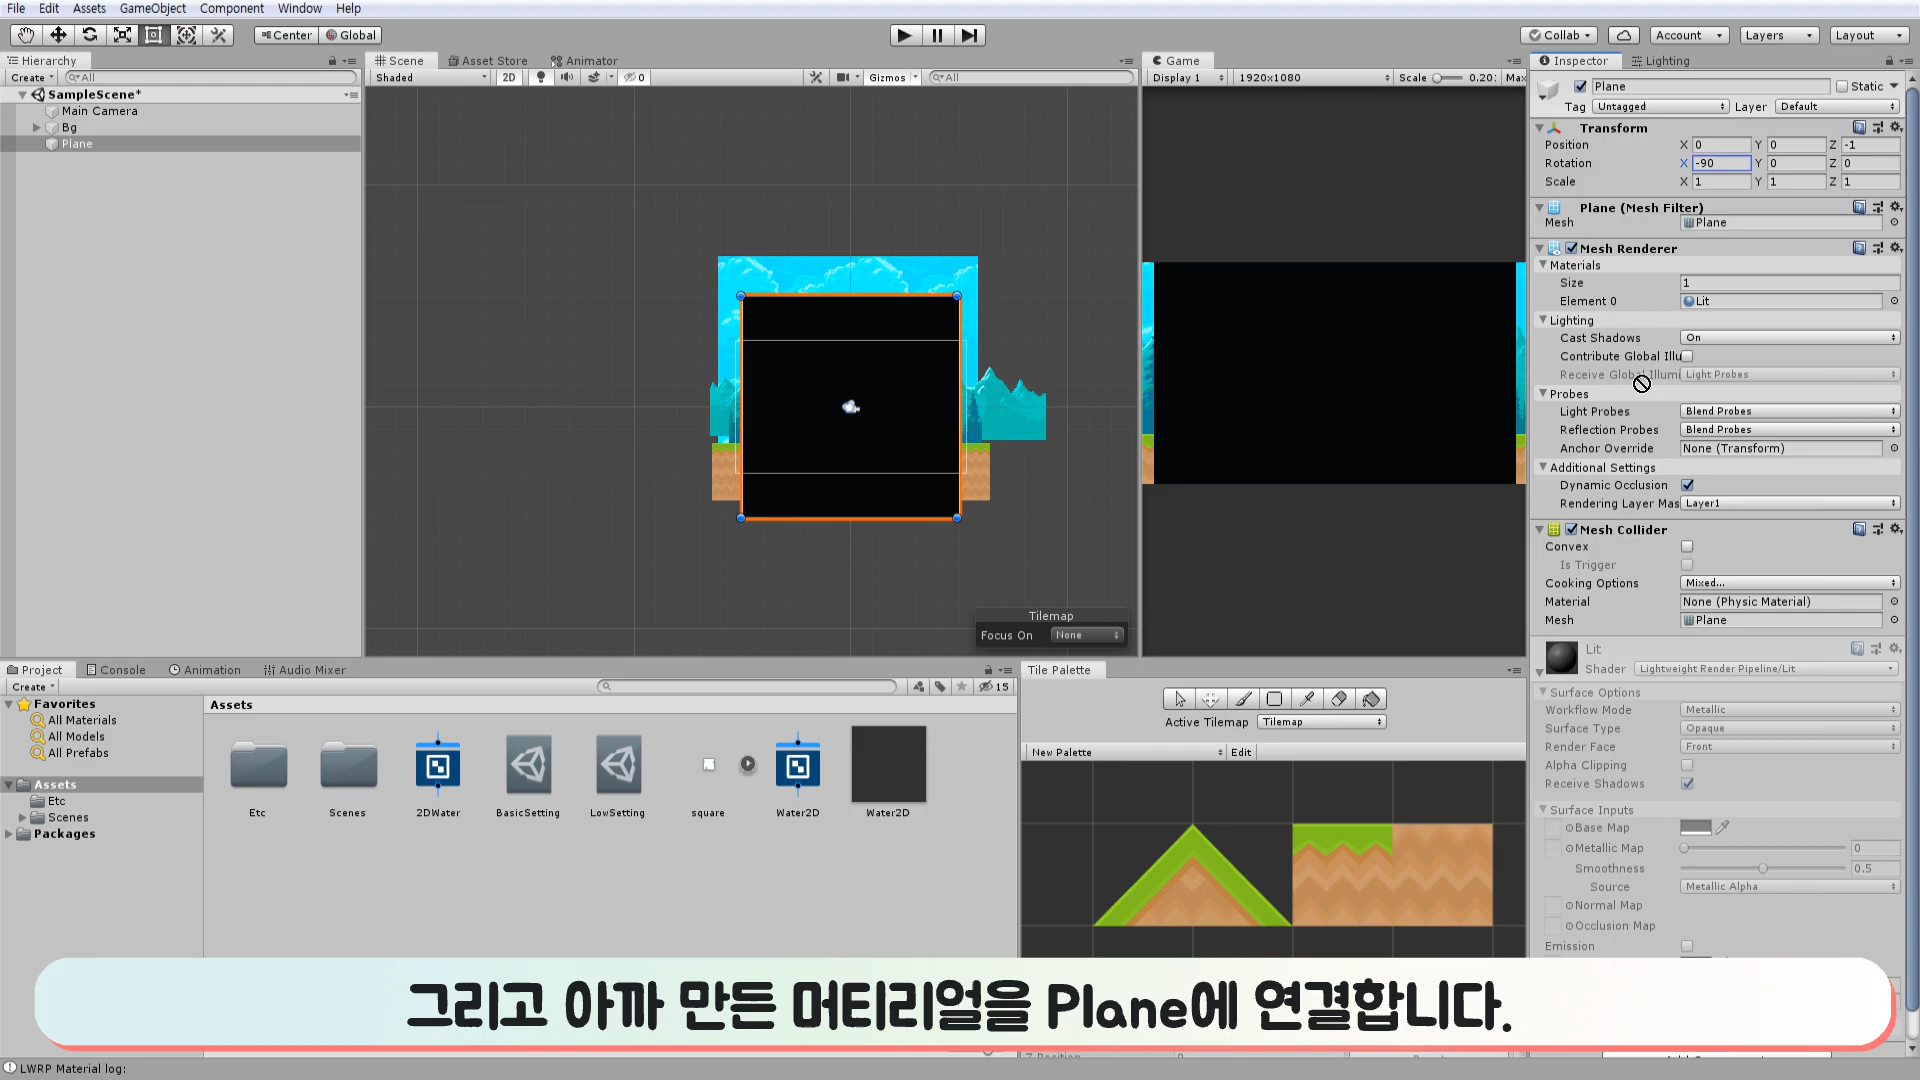 File Edit Assets GameObject Component Window Help
Center Global
Collab Account Layers Layout
Hierarchy
Create All
SampleScene*
Main Camera
Bg
Plane
Scene Asset Store Animator
Shaded 2D 0 Gizmos All
Tilemap
Focus On None
Game
Display 1 1920x1080 Scale 0.20: Max
Inspector Lighting
Plane Static
Tag Untagged Layer Default
Transform
Position X 0 Y 0 Z -1
Rotation X -90 Y 0 Z 0
Scale X 1 Y 1 Z 1
Plane (Mesh Filter)
Mesh Plane
Mesh Renderer
Materials
Size 1
Element 0 Lit
Lighting
Cast Shadows On
Contribute Global Illu
Receive Global Illumi Light Probes
Probes
Light Probes Blend Probes
Reflection Probes Blend Probes
Anchor Override None (Transform)
Additional Settings
Dynamic Occlusion
Rendering Layer Mas Layer1
Mesh Collider
Convex
Is Trigger
Cooking Options Mixed...
Material None (Physic Material)
Mesh Plane
Lit
Shader Lightweight Render Pipeline/Lit
Surface Options
Workflow Mode Metallic
Surface Type Opaque
Render Face Front
Alpha Clipping
Receive Shadows
Surface Inputs
Base Map
Metallic Map 0
Smoothness 0.5
Source Metallic Alpha
Normal Map
Occlusion Map
Emission
Project Console Animation Audio Mixer
Create 15
Favorites
All Materials
All Models
All Prefabs
Assets
Etc
Scenes
Packages
Assets
Etc Scenes 2DWater BasicSetting LowSetting square Water2D Water2D
Tile Palette
Active Tilemap Tilemap
New Palette Edit
그리고 아까 만든 머티리얼을 Plane에 연결합니다.
LWRP Material log: